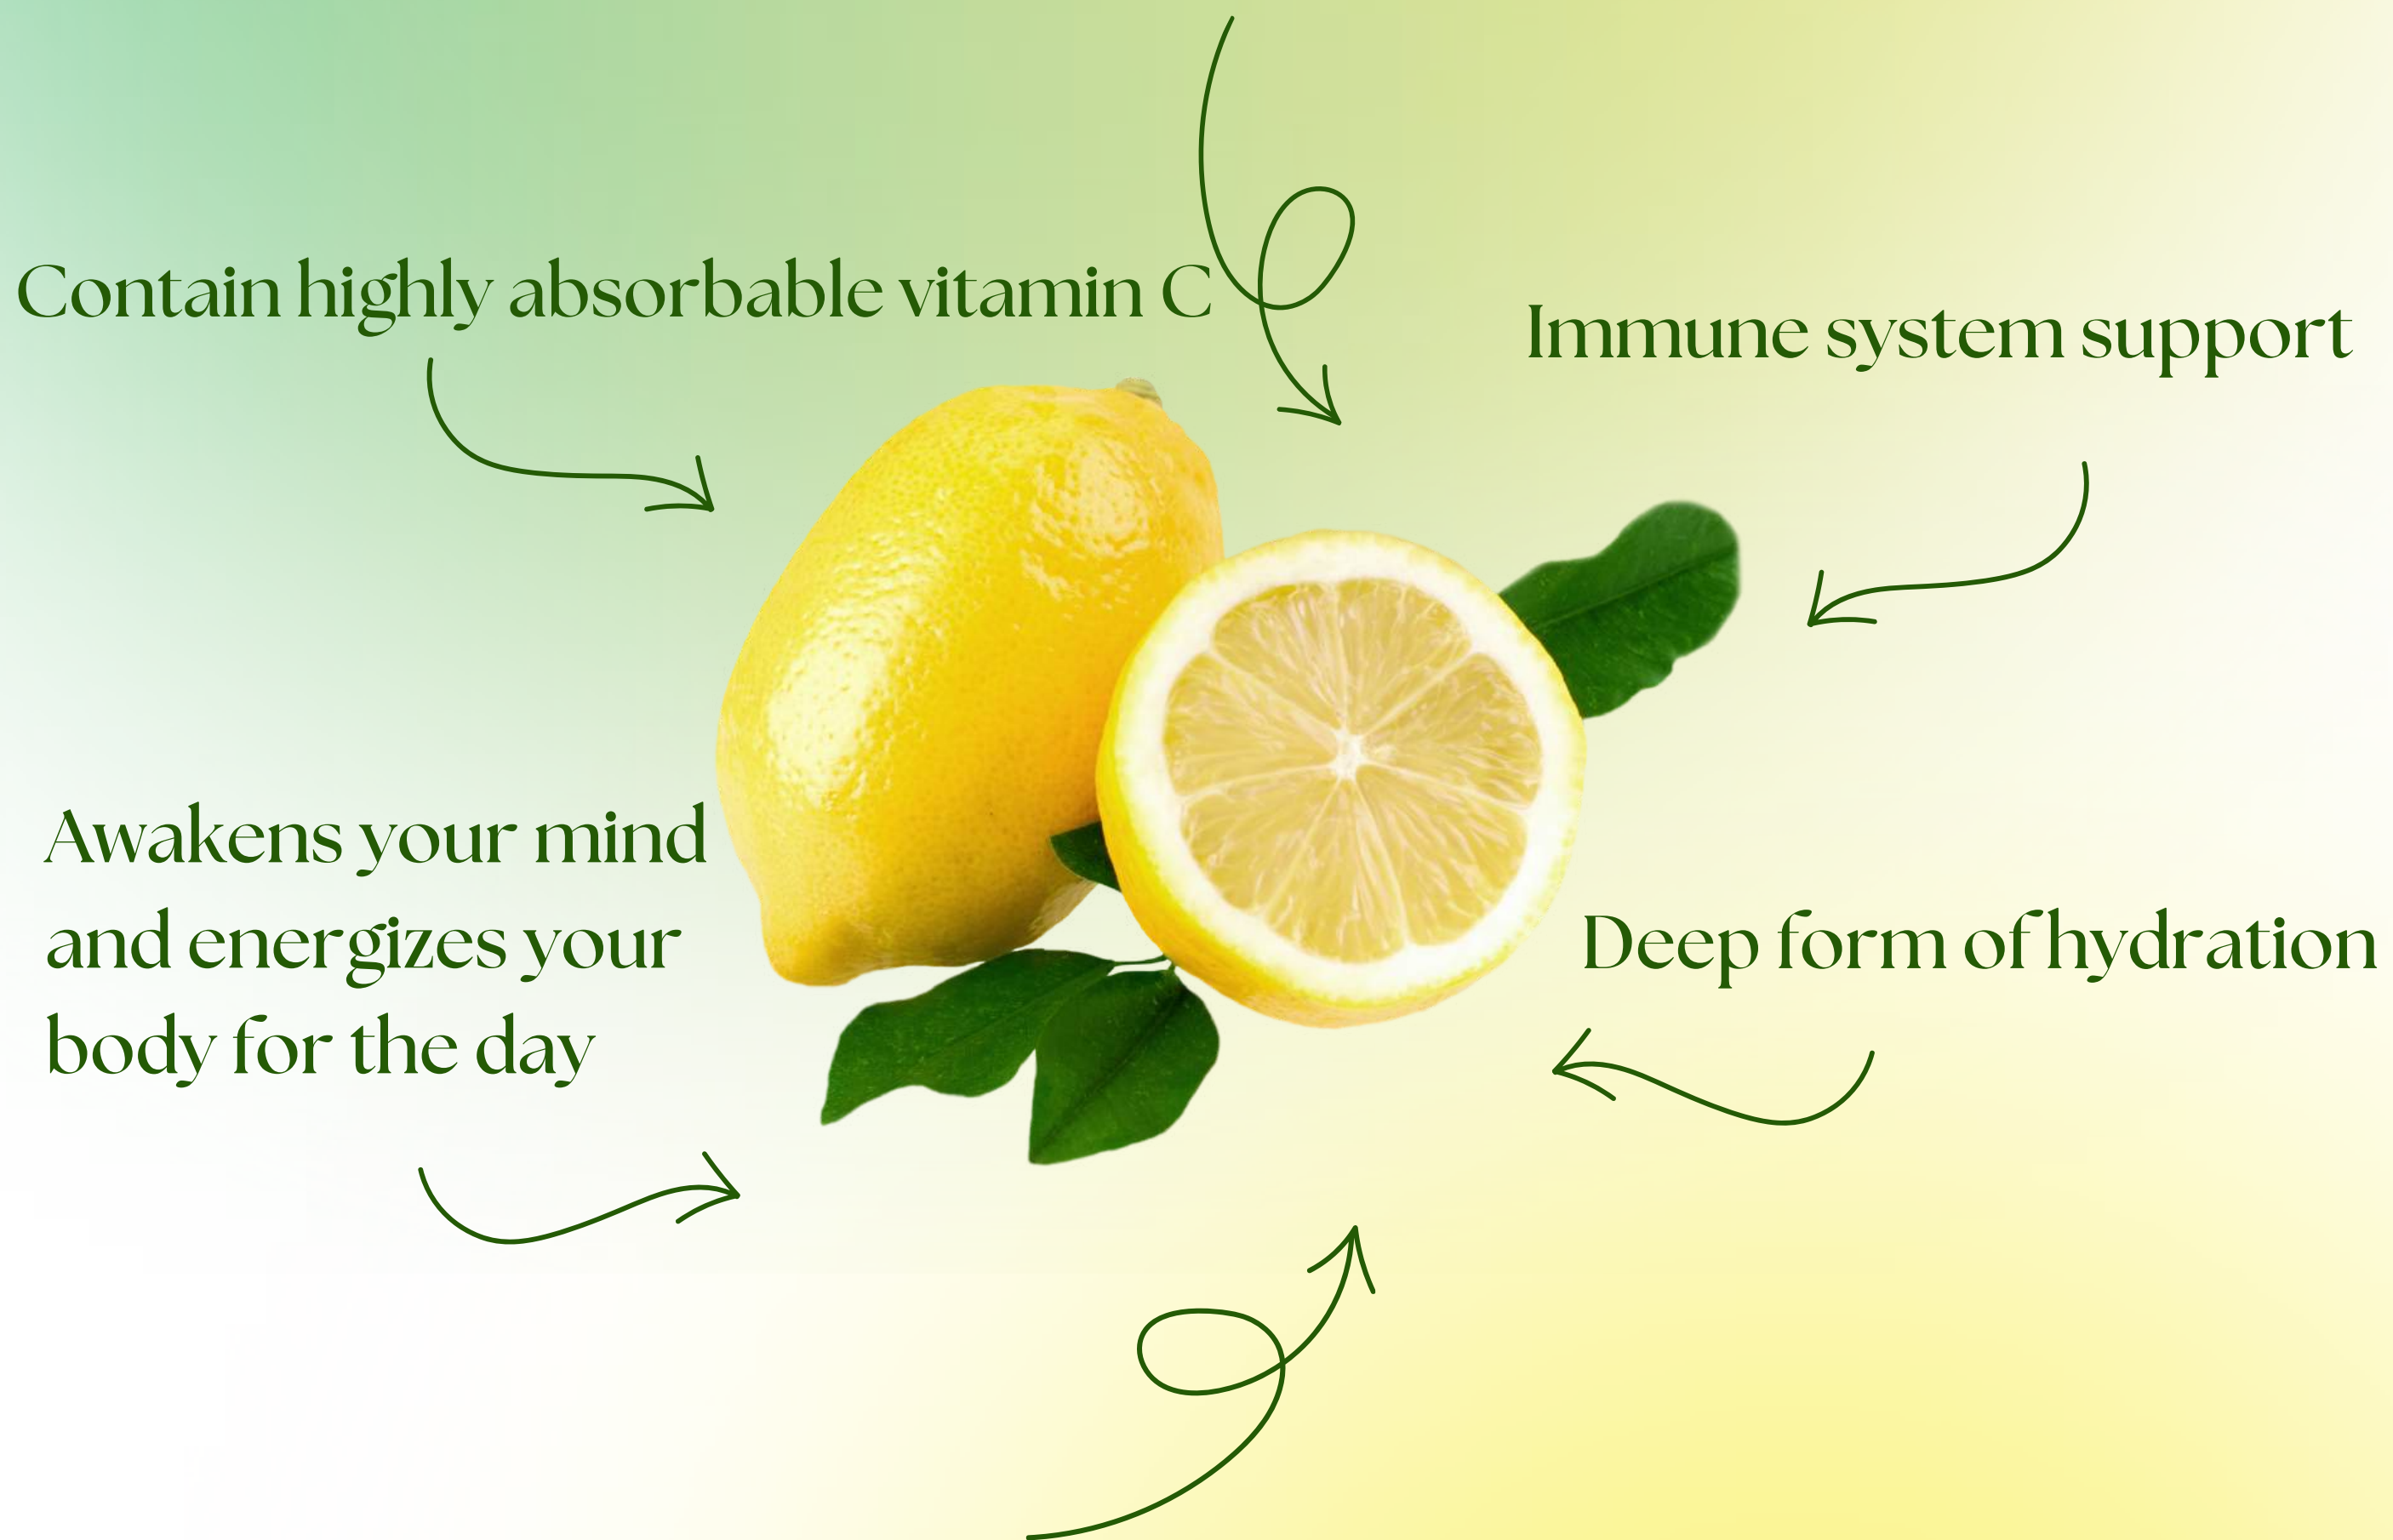 Contain highly absorbable vitamin C
Immune system support
Awakens your mind
and energizes your
body for the day
Deep form of hydration